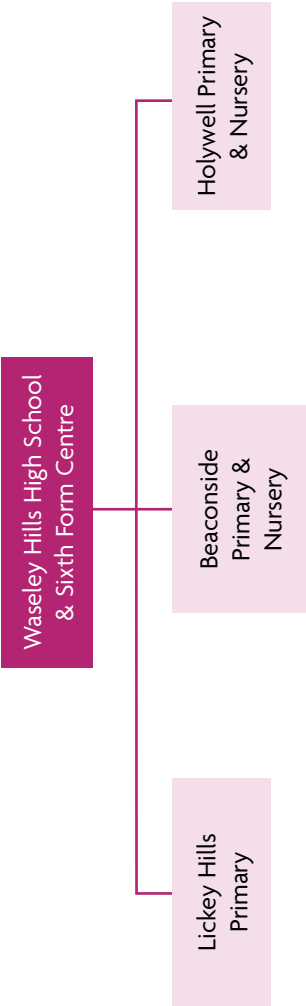 Waseley Hills High School
& Sixth Form Centre
Lickey Hills
Primary
Beaconside
Primary &
Nursery
Holywell Primary
& Nursery